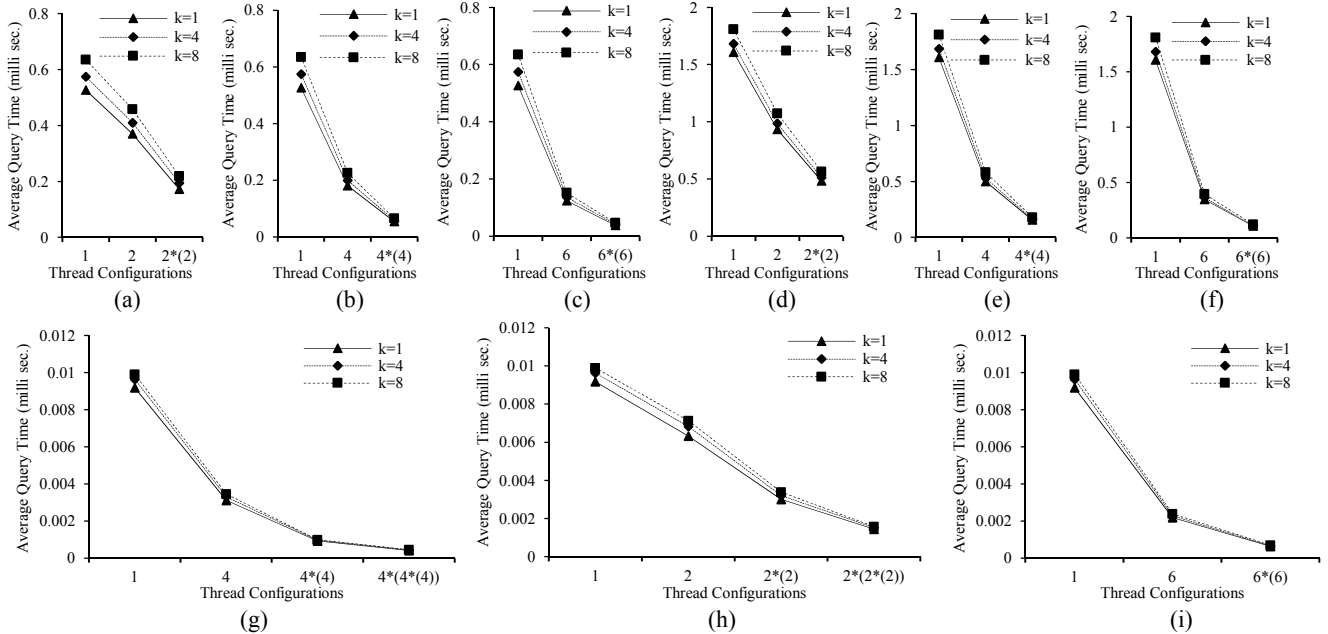 Average Query Time (milli sec.)
0.8
0.6
0.4
0.2
0
k=1
k=4
k=8
1 2 2*(2)
Thread Configurations
(a)
Average Query Time (milli sec.)
0.8
0.6
0.4
0.2
0
k=1
k=4
k=8
1 4 4*(4)
Thread Configurations
(b)
Average Query Time (milli sec.)
0.8
0.6
0.4
0.2
0
k=1
k=4
k=8
1 6 6*(6)
Thread Configurations
(c)
Average Query Time (milli sec.)
2
1.5
1
0.5
0
k=1
k=4
k=8
1 2 2*(2)
Thread Configurations
(d)
Average Query Time (milli sec.)
2
1.5
1
0.5
0
k=1
k=4
k=8
1 4 4*(4)
Thread Configurations
(e)
Average Query Time (milli sec.)
2
1.5
1
0.5
0
k=1
k=4
k=8
1 6 6*(6)
Thread Configurations
(f)
Average Query Time (milli sec.)
0.012
0.01
0.008
0.006
0.004
0.002
0
k=1
k=4
k=8
1 4 4*(4) 4*(4*(4))
Thread Configurations
(g)
Average Query Time (milli sec.)
0.012
0.01
0.008
0.006
0.004
0.002
0
k=1
k=4
k=8
1 2 2*(2) 2*(2*(2))
Thread Configurations
(h)
Average Query Time (milli sec.)
0.012
0.010
0.008
0.006
0.004
0.002
0
k=1
k=4
k=8
1 6 6*(6)
Thread Configurations
(i)